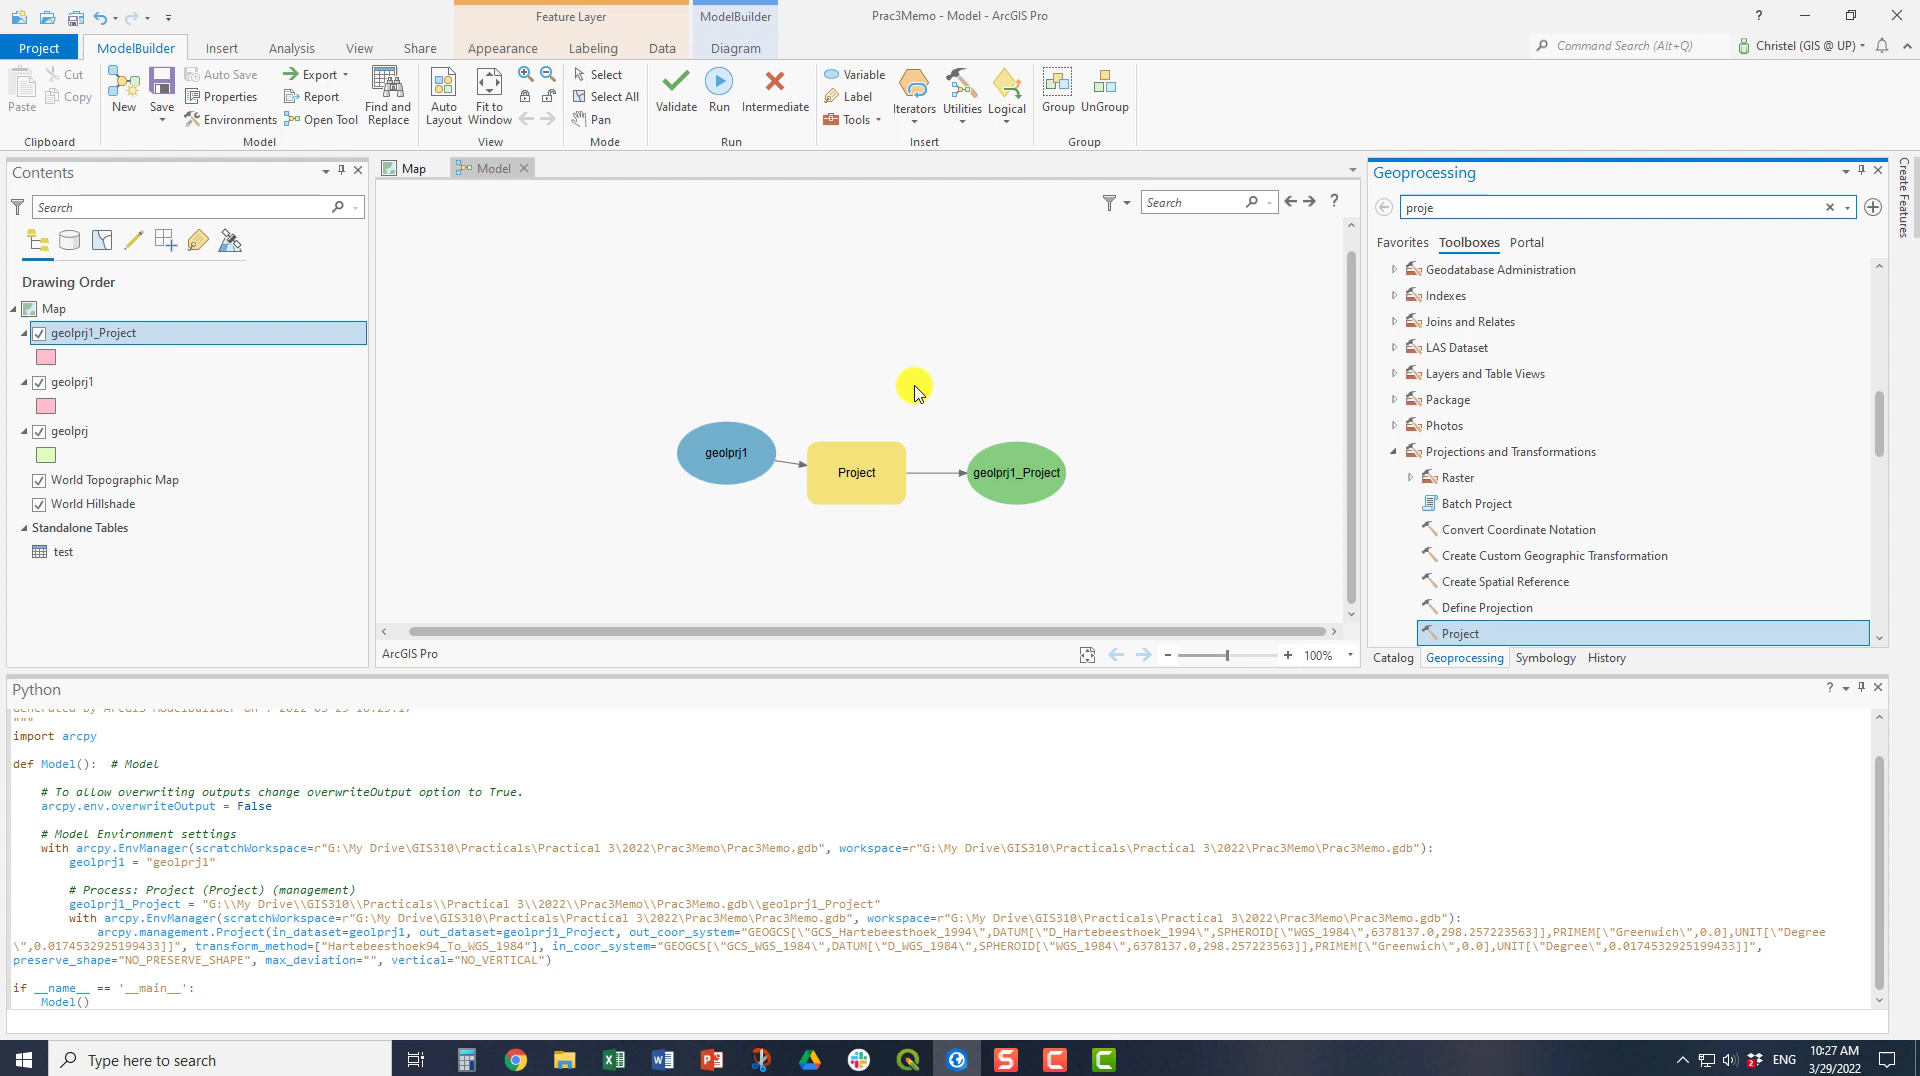 Feature Layer
ModelBuilder
Prac3Memo - Model - ArcGIS Pro
?
Project
ModelBuilder
Insert
Analysis
View
Share
Appearance
Labeling
Data
Diagram
Command Search (Alt+Q)
Christel (GIS @ UP)
Paste
Cut
Copy
Clipboard
New
Save
Auto Save
Properties
Environments
Export
Report
Open Tool
Find and
Replace
Model
Auto
Layout
Fit to
Window
View
Select
Select All
Pan
Mode
Validate
Run
Intermediate
Run
Variable
Label
Tools
Iterators
Utilities
Logical
Insert
Group
UnGroup
Group
Contents
Search
Drawing Order
Map
geolprj1_Project
geolprj1
geolprj
World Topographic Map
World Hillshade
Standalone Tables
test
Map
Model
Search
?
geolprj1
Project
geolprj1_Project
ArcGIS Pro
100%
Geoprocessing
proje
Favorites
Toolboxes
Portal
Geodatabase Administration
Indexes
Joins and Relates
LAS Dataset
Layers and Table Views
Package
Photos
Projections and Transformations
Raster
Batch Project
Convert Coordinate Notation
Create Custom Geographic Transformation
Create Spatial Reference
Define Projection
Project
Catalog
Geoprocessing
Symbology
History
Create Features
Python
?
"""
import arcpy
def Model():  # Model
# To allow overwriting outputs change overwriteOutput option to True.
arcpy.env.overwriteOutput = False
# Model Environment settings
with arcpy.EnvManager(scratchWorkspace=r"G:\My Drive\GIS310\Practicals\Practical 3\2022\Prac3Memo\Prac3Memo.gdb", workspace=r"G:\My Drive\GIS310\Practicals\Practical 3\2022\Prac3Memo\Prac3Memo.gdb"):
geolprj1 = "geolprj1"
# Process: Project (Project) (management)
geolprj1_Project = "G:\\My Drive\\GIS310\\Practicals\\Practical 3\\2022\\Prac3Memo\\Prac3Memo.gdb\\geolprj1_Project"
with arcpy.EnvManager(scratchWorkspace=r"G:\My Drive\GIS310\Practicals\Practical 3\2022\Prac3Memo\Prac3Memo.gdb", workspace=r"G:\My Drive\GIS310\Practicals\Practical 3\2022\Prac3Memo\Prac3Memo.gdb"):
arcpy.management.Project(in_dataset=geolprj1, out_dataset=geolprj1_Project, out_coor_system="GEOGCS[\"GCS_Hartebeesthoek_1994\",DATUM[\"D_Hartebeesthoek_1994\",SPHEROID[\"WGS_1984\",6378137.0,298.257223563]],PRIMEM[\"Greenwich\",0.0],UNIT[\"Degree
\",0.0174532925199433]]", transform_method=["Hartebeesthoek94_To_WGS_1984"], in_coor_system="GEOGCS[\"GCS_WGS_1984\",DATUM[\"D_WGS_1984\",SPHEROID[\"WGS_1984\",6378137.0,298.257223563]],PRIMEM[\"Greenwich\",0.0],UNIT[\"Degree\",0.0174532925199433]]",
preserve_shape="NO_PRESERVE_SHAPE", max_deviation="", vertical="NO_VERTICAL")
if __name__ == '__main__':
Model()
Type here to search
ENG
10:27 AM
3/29/2022